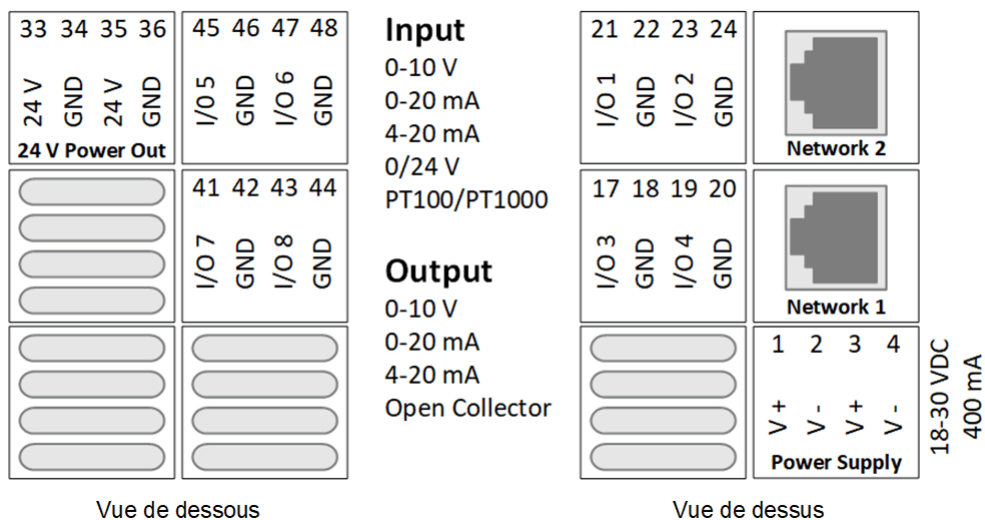 33 34 35 36
24 V GND 24 V GND
24 V Power Out
45 46 47 48
I/O 5 GND I/O 6 GND
41 42 43 44
I/O 7 GND I/O 8 GND
Vue de dessous
Input
0-10 V
0-20 mA
4-20 mA
0/24 V
PT100/PT1000
Output
0-10 V
0-20 mA
4-20 mA
Open Collector
21 22 23 24
I/O 1 GND I/O 2 GND
Network 2
17 18 19 20
I/O 3 GND I/O 4 GND
Network 1
1 2 3 4
V + V - V + V -
Power Supply
18-30 VDC
400 mA
Vue de dessus